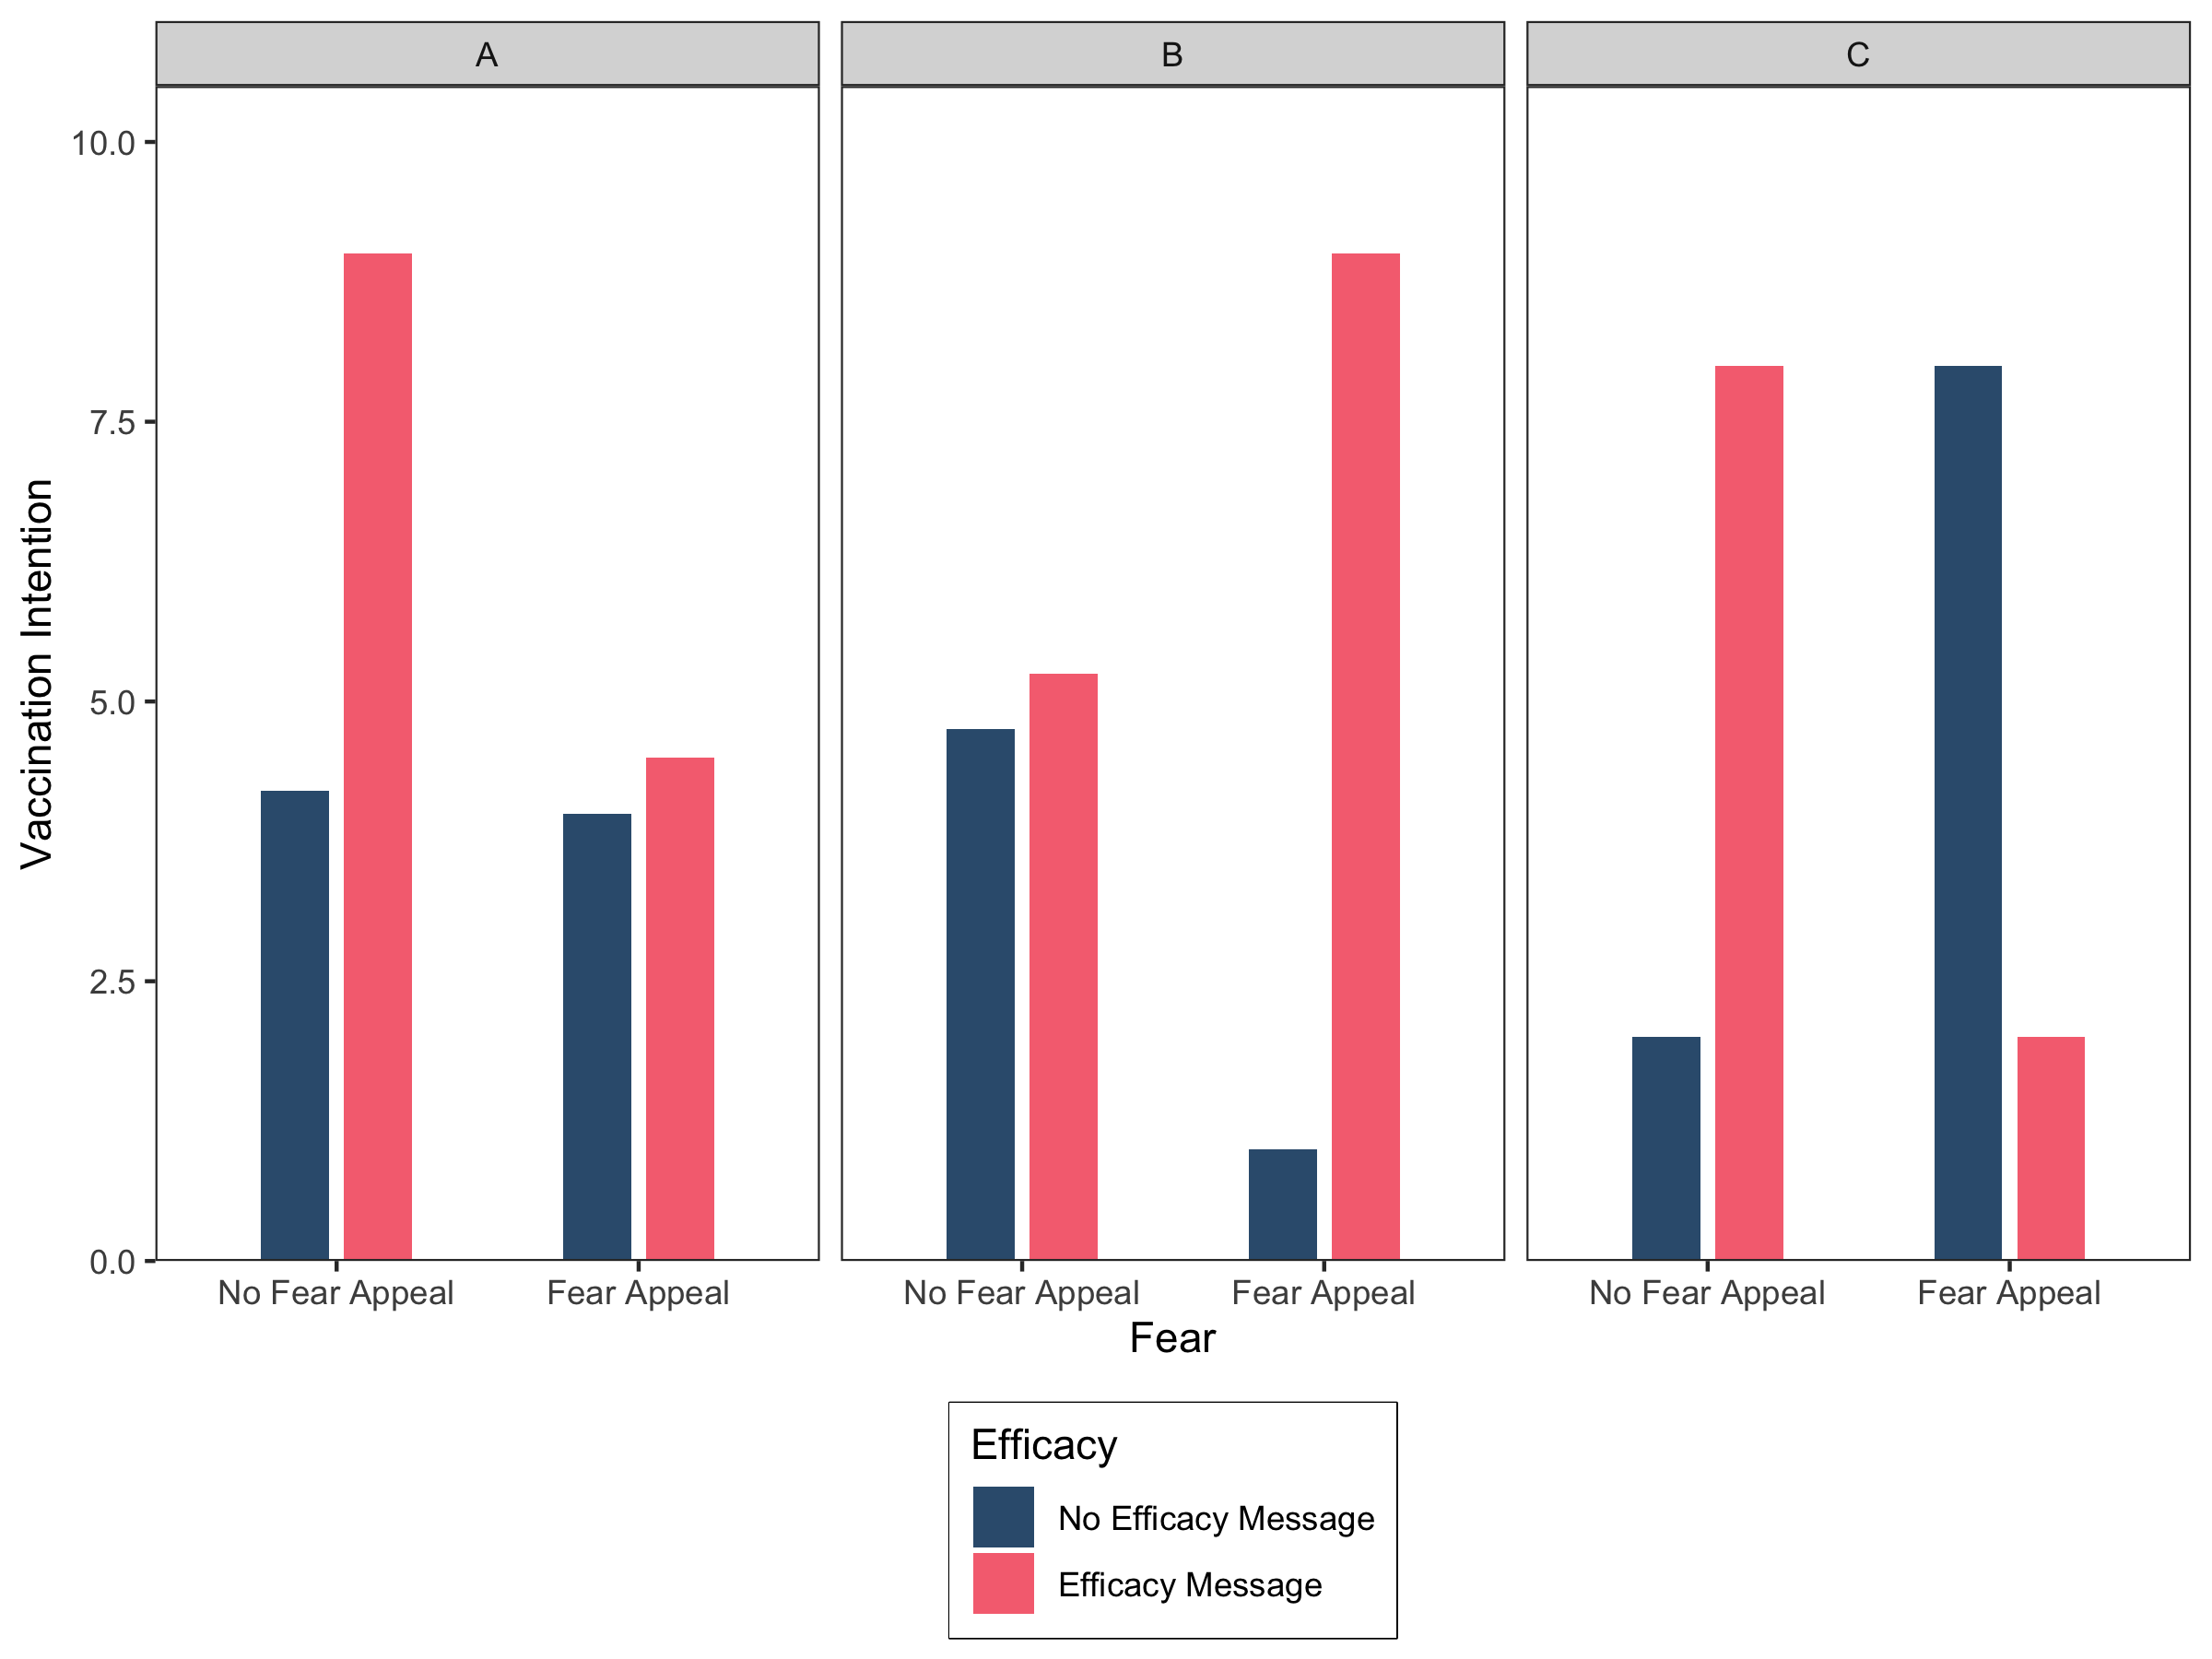 A B C
Vaccination Intention
10.0
7.5
5.0
2.5
0.0
No Fear Appeal Fear Appeal No Fear Appeal Fear Appeal No Fear Appeal Fear Appeal
Fear
Efficacy
No Efficacy Message
Efficacy Message